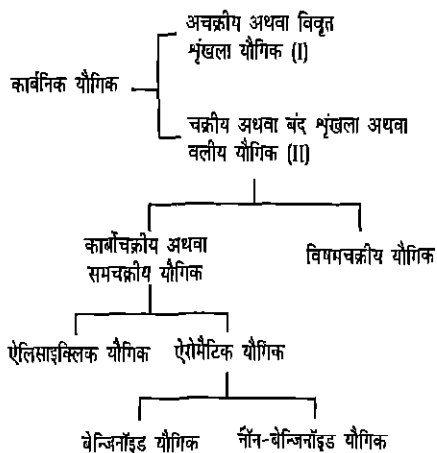 अचक्रीय अथवा विवृत
शृंखला यौगिक (I)
कार्बनिक यौगिक
चक्रीय अथवा बंद शृंखला अथवा
वलीय यौगिक (II)
कार्बोचक्रीय अथवा
समचक्रीय यौगिक
विषमचक्रीय यौगिक
ऐलिसाइक्लिक यौगिक
ऐरोमैटिक यौगिक
बेन्जिनॉइड यौगिक
नॉन-बेन्जिनॉइड यौगिक